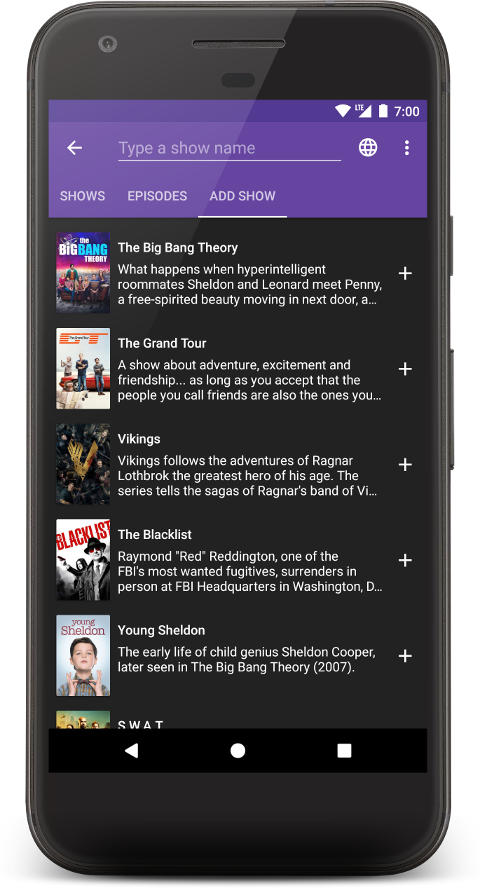 LTE 7:00
Type a show name
SHOWS EPISODES ADD SHOW
the
BIG BANG
THEORY
The Big Bang Theory
What happens when hyperintelligent
roommates Sheldon and Leonard meet Penny,
a free-spirited beauty moving in next door, a…
The Grand Tour
The Grand Tour
A show about adventure, excitement and
friendship... as long as you accept that the
people you call friends are also the ones you…
Vikings
Vikings follows the adventures of Ragnar
Lothbrok the greatest hero of his age. The
series tells the sagas of Ragnar's band of Vi…
BLACKLIST
The Blacklist
Raymond "Red" Reddington, one of the
FBI's most wanted fugitives, surrenders in
person at FBI Headquarters in Washington, D…
young
Sheldon
Young Sheldon
The early life of child genius Sheldon Cooper,
later seen in The Big Bang Theory (2007).
S.W.A.T.